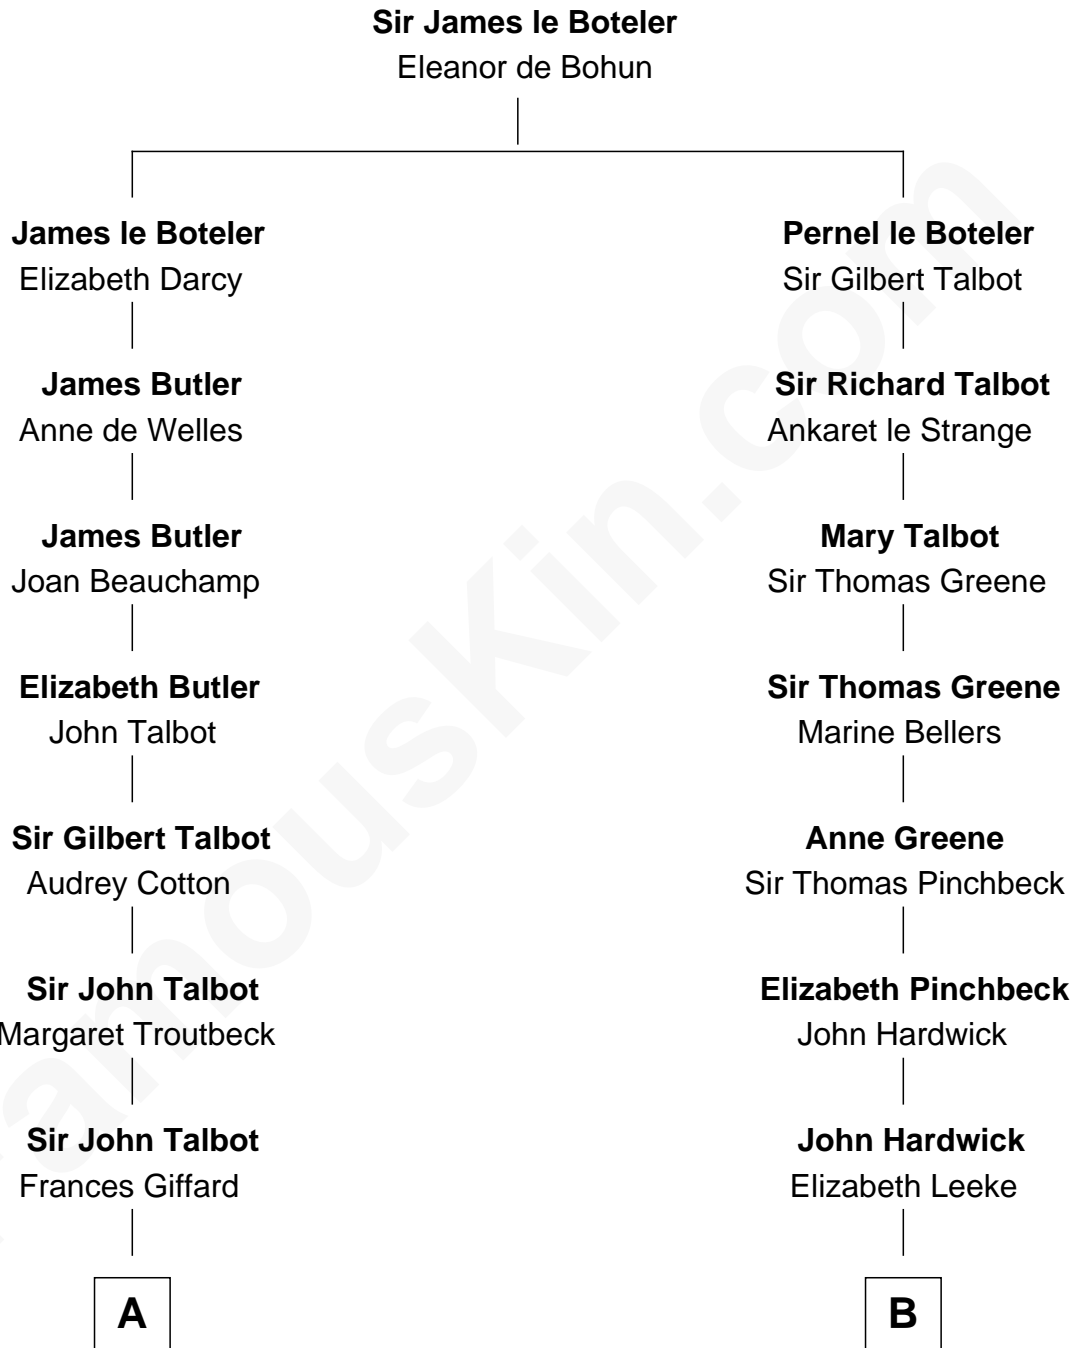 Sir James le Boteler
Eleanor de Bohun
James le Boteler
Elizabeth Darcy
James Butler
Anne de Welles
James Butler
Joan Beauchamp
Elizabeth Butler
John Talbot
Sir Gilbert Talbot
Audrey Cotton
Sir John Talbot
Margaret Troutbeck
Sir John Talbot
Frances Giffard
A
Pernel le Boteler
Sir Gilbert Talbot
Sir Richard Talbot
Ankaret le Strange
Mary Talbot
Sir Thomas Greene
Sir Thomas Greene
Marine Bellers
Anne Greene
Sir Thomas Pinchbeck
Elizabeth Pinchbeck
John Hardwick
John Hardwick
Elizabeth Leeke
B
FamousKin.com